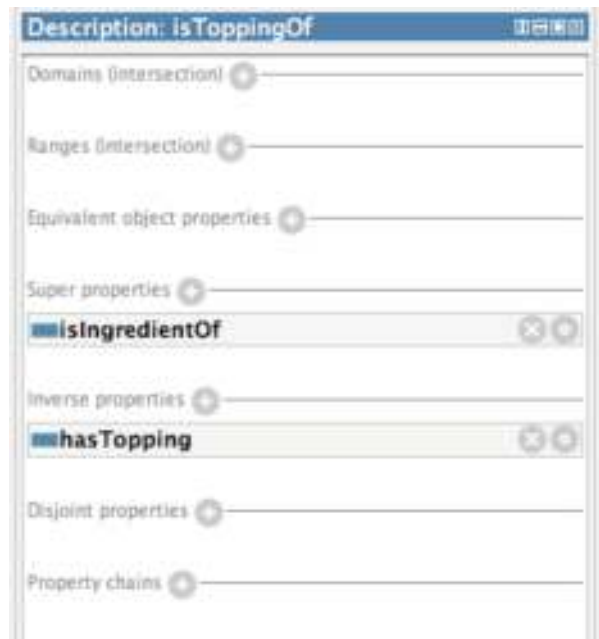 Description: isToppingOf
Domains (intersection)
Ranges (intersection)
Equivalent object properties
Super properties
isIngredientOf
Inverse properties
hasTopping
Disjoint properties
Property chains